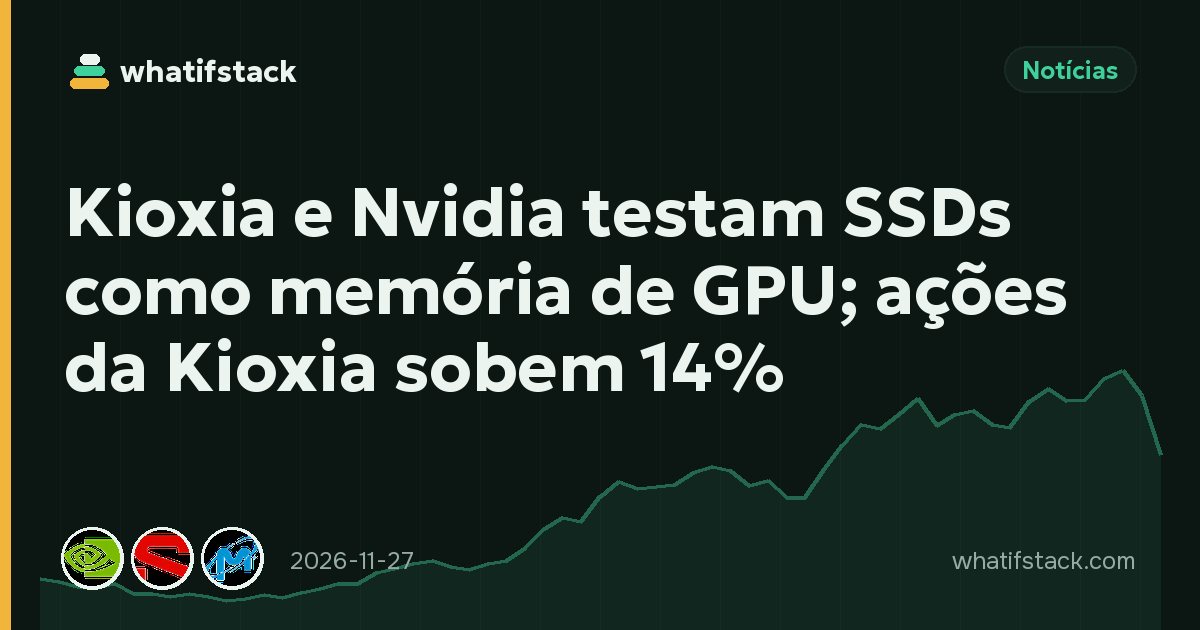 whatifstack
Notícias
Kioxia e Nvidia testam SSDs
como memória de GPU; ações
da Kioxia sobem 14%
2026-11-27
whatifstack.com